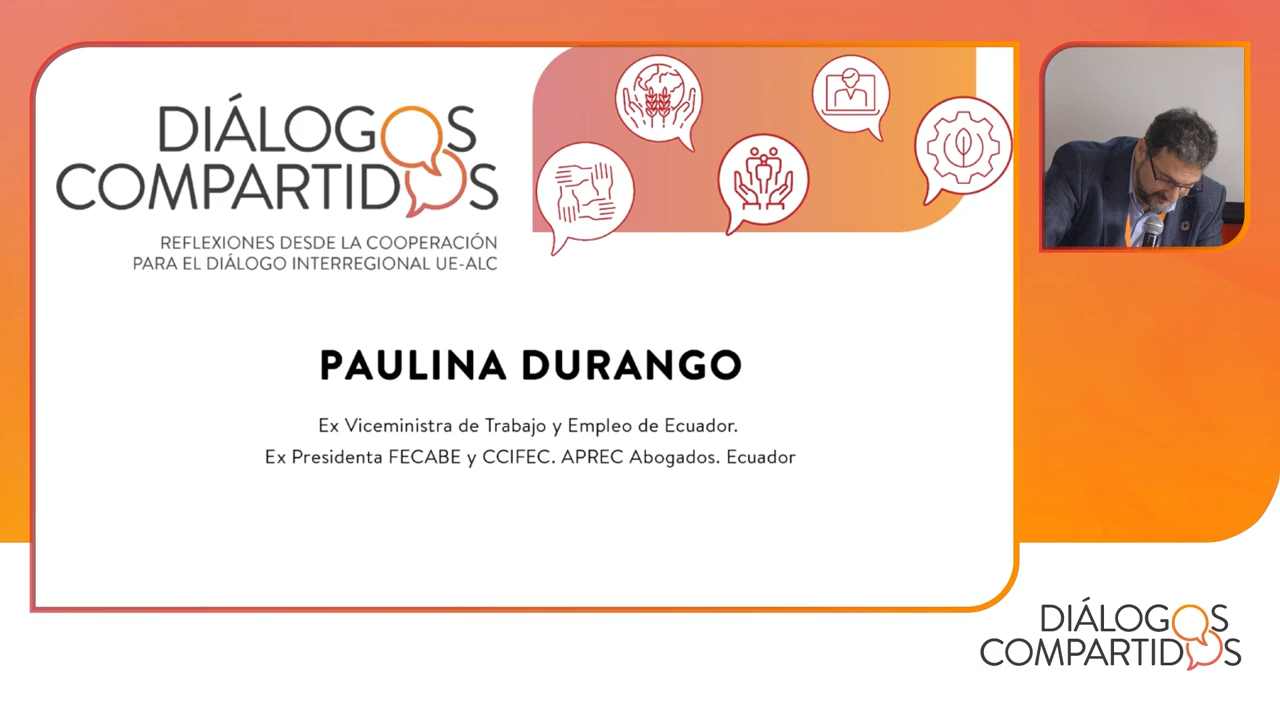 DIÁLOGOS
COMPARTIDOS
REFLEXIONES DESDE LA COOPERACIÓN
PARA EL DIÁLOGO INTERREGIONAL UE-ALC
PAULINA DURANGO
Ex Viceministra de Trabajo y Empleo de Ecuador.
Ex Presidenta FECABE y CCIFEC. APREC Abogados. Ecuador
DIÁLOGOS
COMPARTIDOS